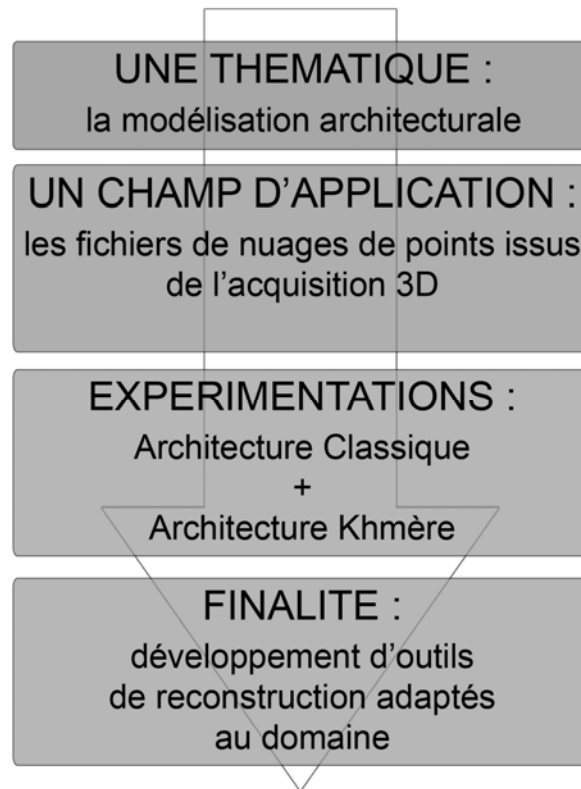 UNE THEMATIQUE :
la modélisation architecturale
UN CHAMP D’APPLICATION :
les fichiers de nuages de points issus
de l’acquisition 3D
EXPERIMENTATIONS :
Architecture Classique
+
Architecture Khmère
FINALITE :
développement d’outils
de reconstruction adaptés
au domaine